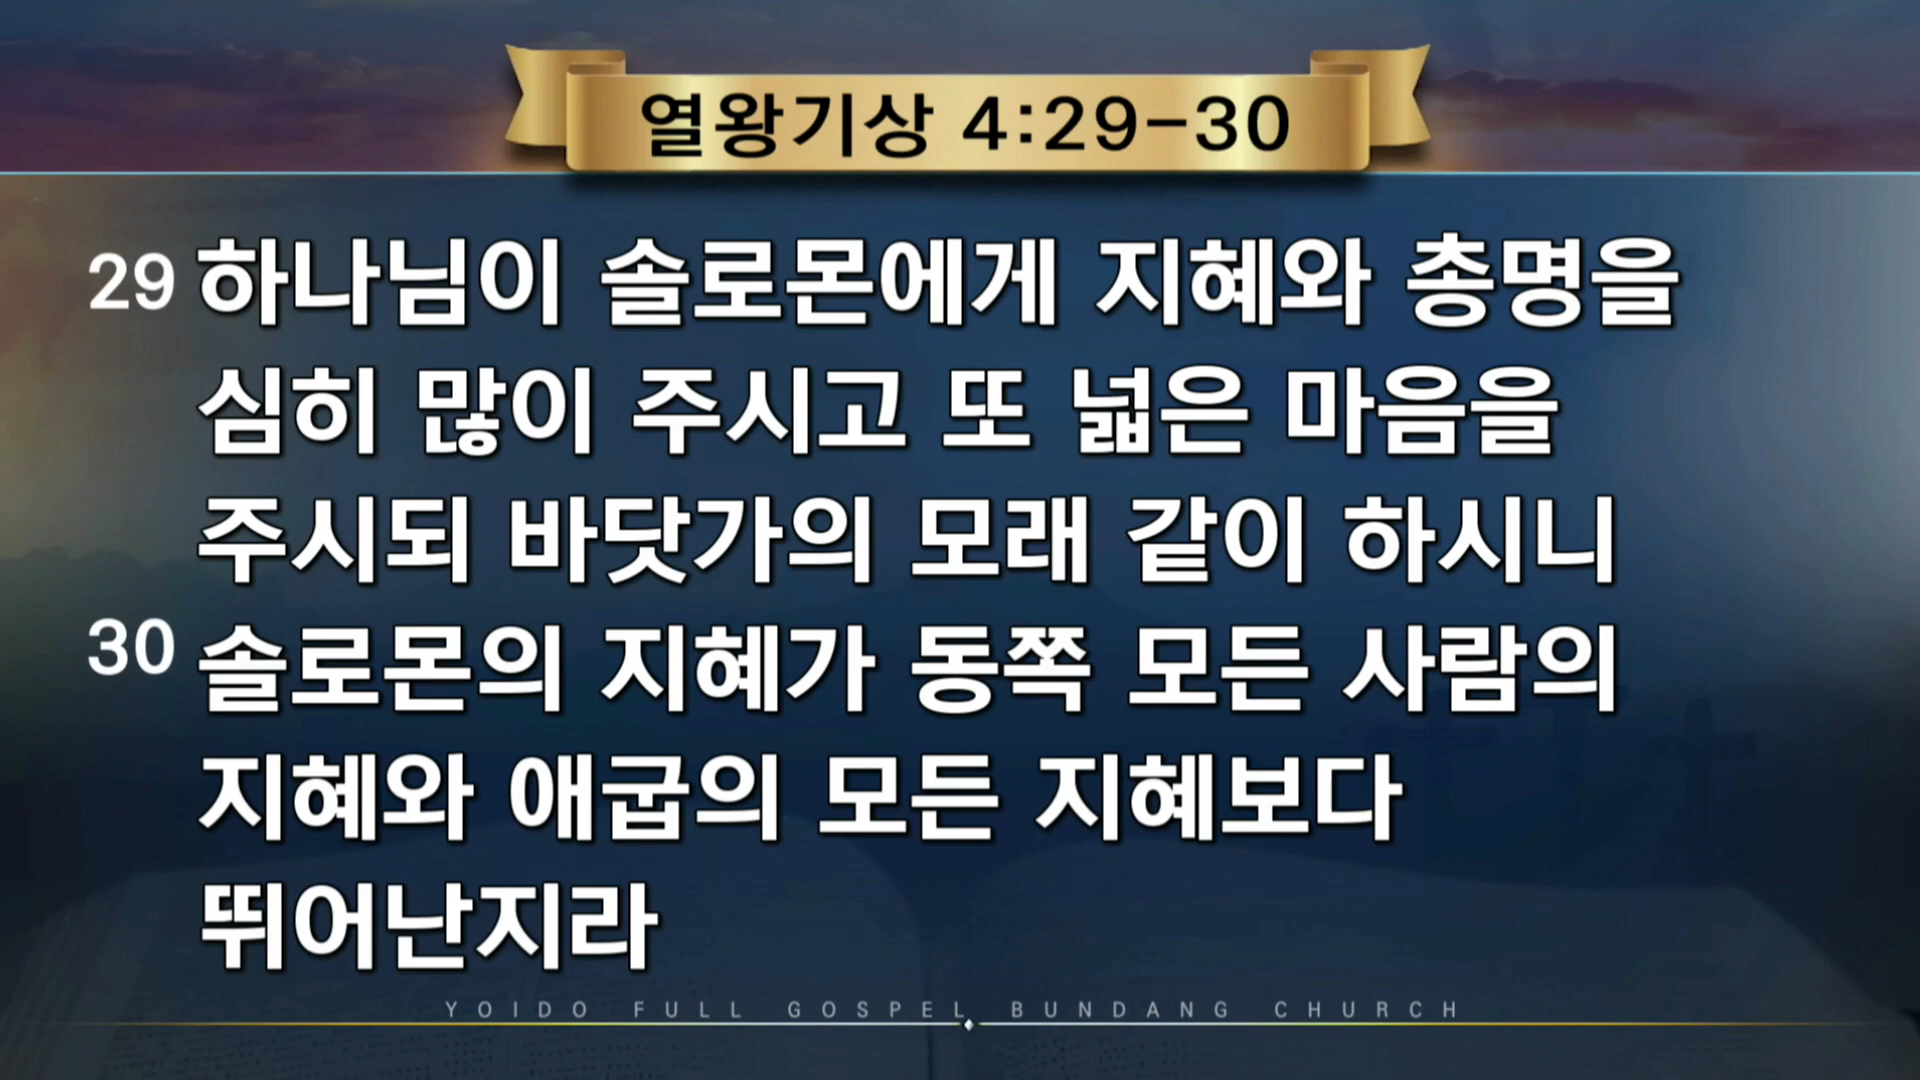 열왕기상 4:29-30
29 하나님이 솔로몬에게 지혜와 총명을
심히 많이 주시고 또 넓은 마음을
주시되 바닷가의 모래 같이 하시니
30 솔로몬의 지혜가 동쪽 모든 사람의
지혜와 애굽의 모든 지혜보다
뛰어난지라
YOIDO FULL GOSPEL BUNDANG CHURCH